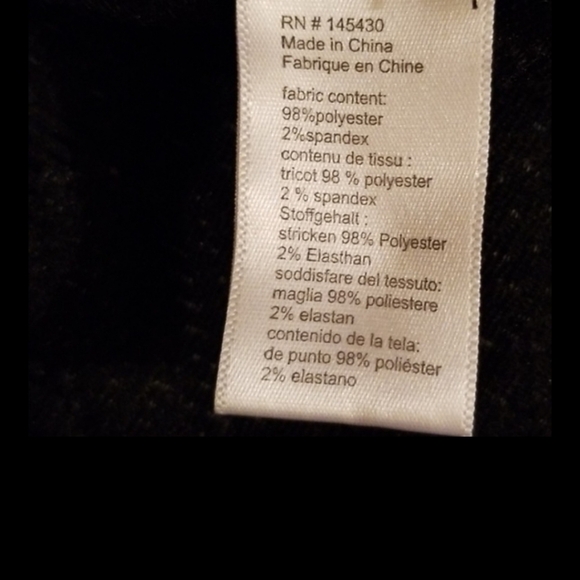 RN # 145430
Made in China
Fabrique en Chine
fabric content:
98%polyester
2%spandex
contenu de tissu :
tricot 98 % polyester
2 % spandex
Stoffgehalt :
stricken 98% Polyester
2% Elasthan
soddisfare del tessuto:
maglia 98% poliestere
2% elastan
contenido de la tela:
de punto 98% poliéster
2% elastano